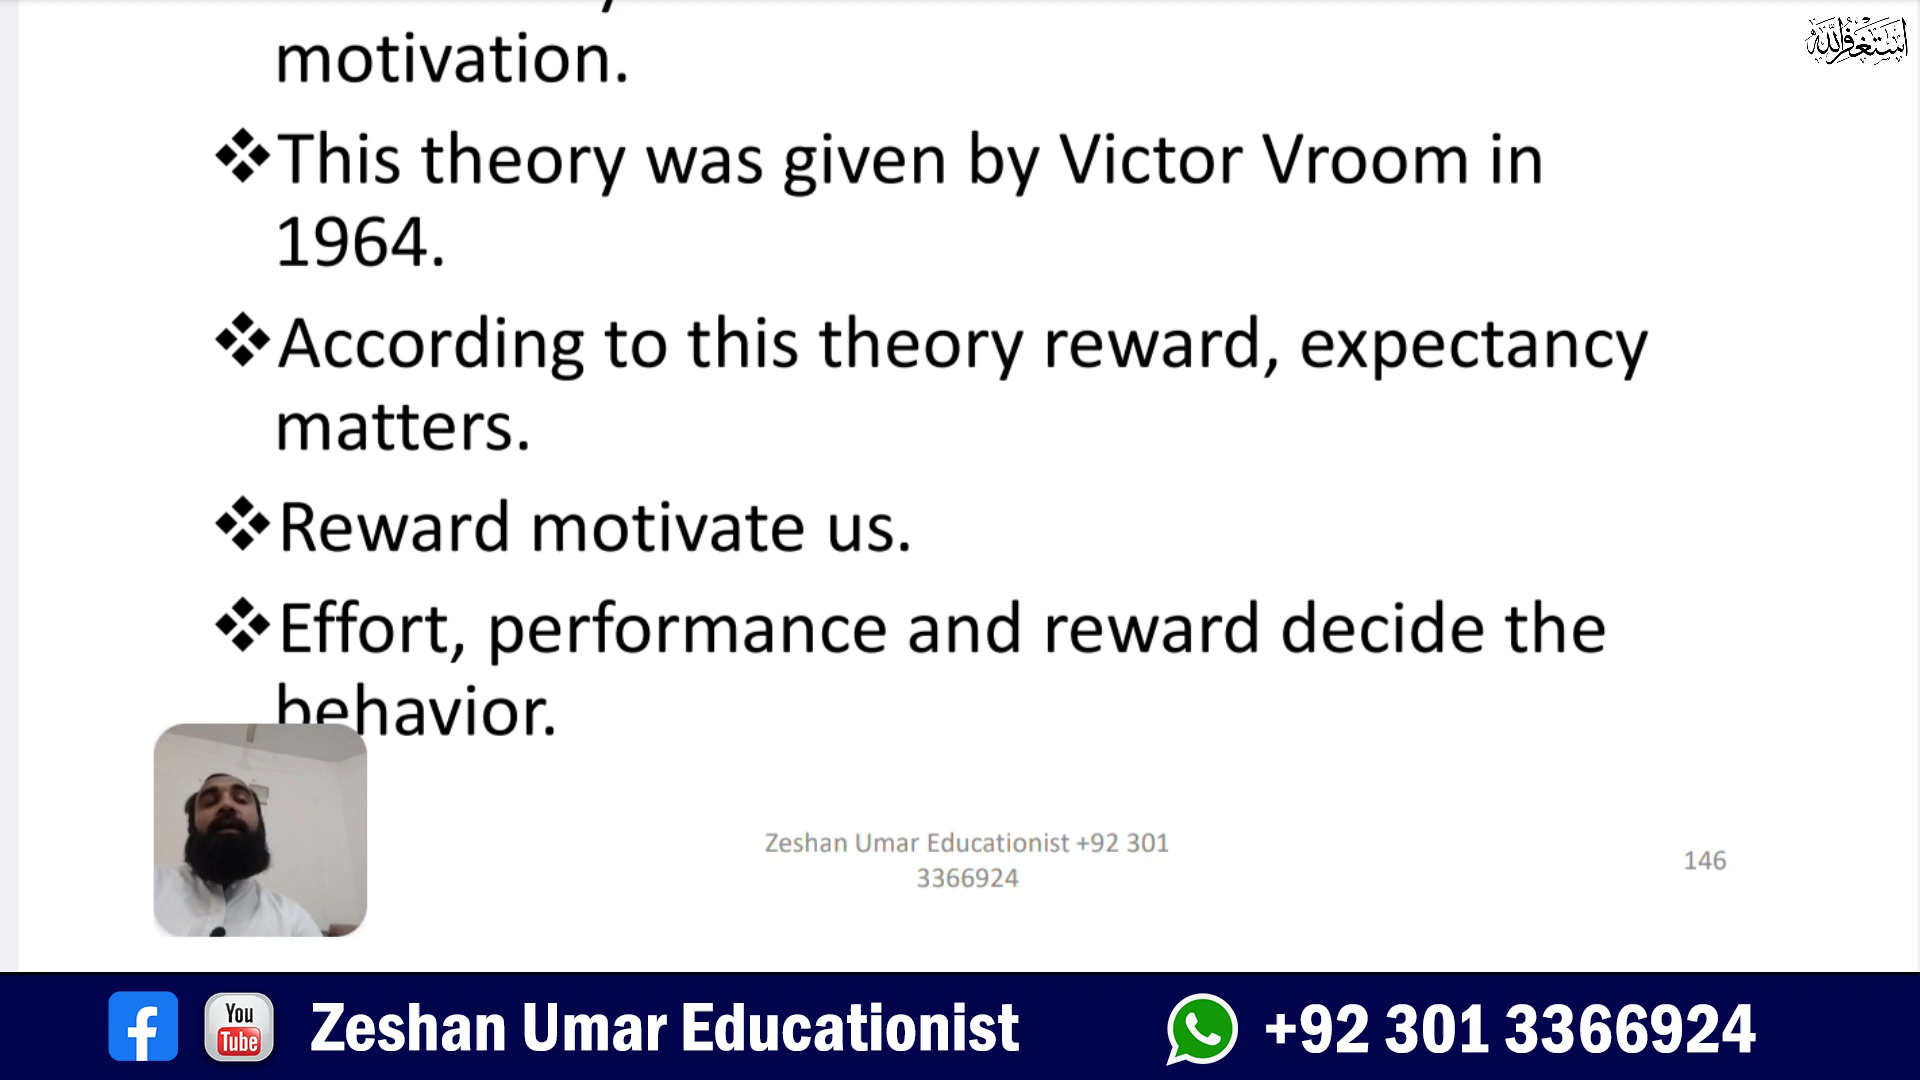 motivation.
❖This theory was given by Victor Vroom in
1964.
❖According to this theory reward, expectancy
matters.
❖Reward motivate us.
❖Effort, performance and reward decide the
behavior.
Zeshan Umar Educationist +92 301
3366924
146
أستغفر الله
You
Tube
Zeshan Umar Educationist
+92 301 3366924